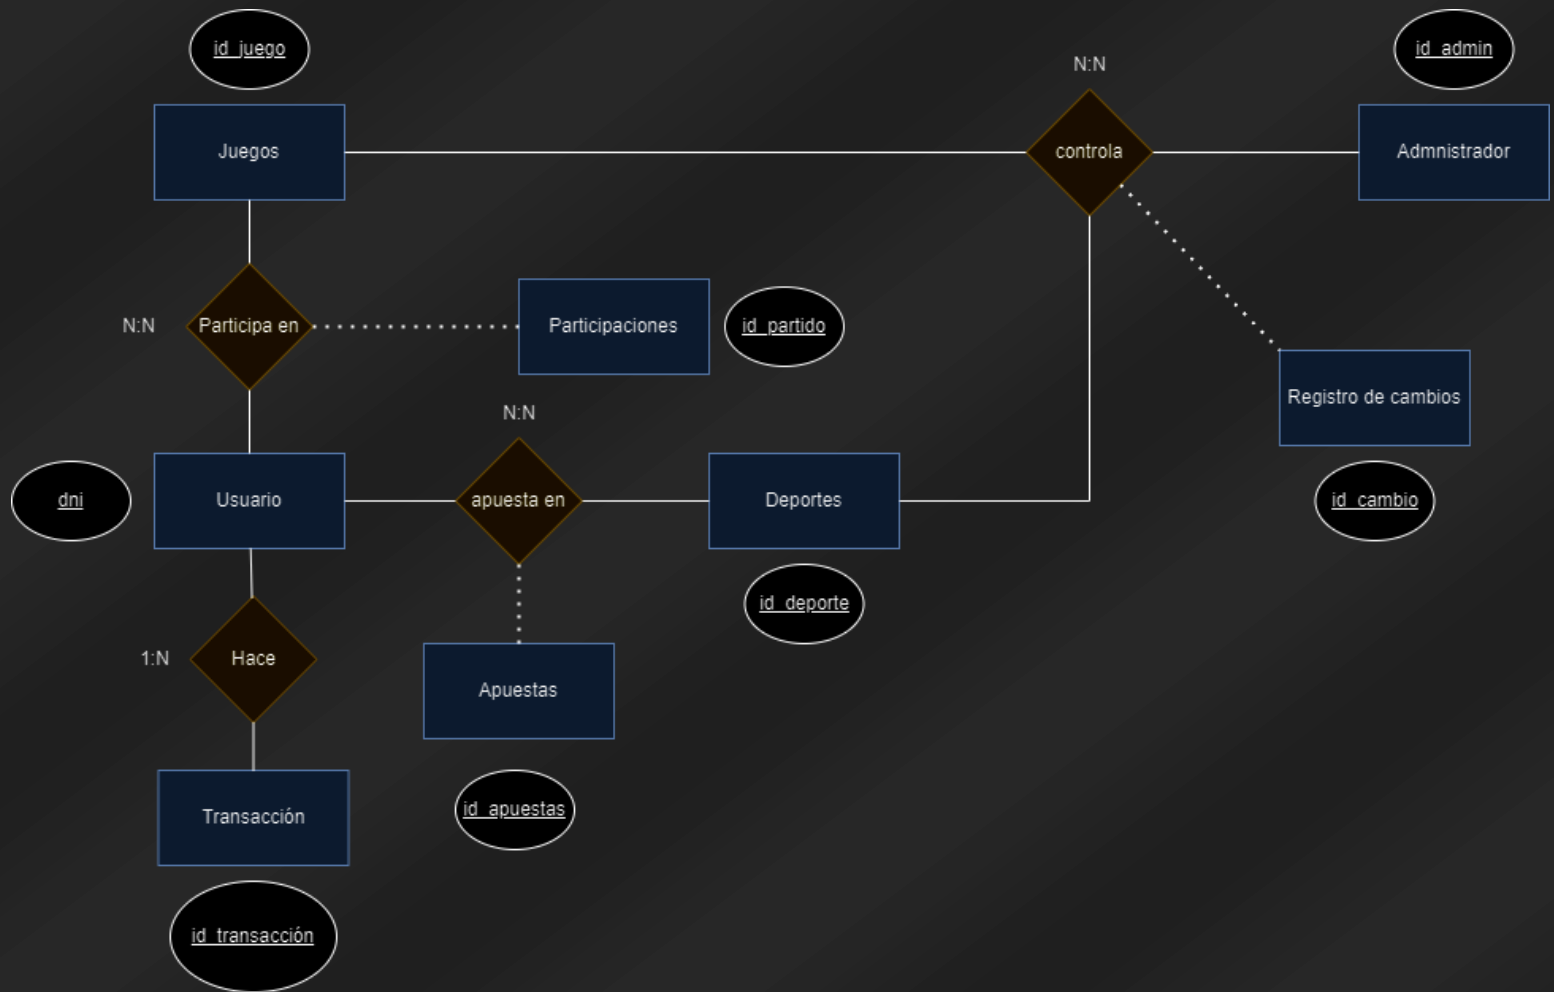 id_juego
id_admin
N:N
Juegos
controla
Admnistrador
N:N
Participa en
Participaciones
id_partido
Registro de cambios
N:N
dni
Usuario
apuesta en
Deportes
id_cambio
id_deporte
1:N
Hace
Apuestas
Transacción
id_apuestas
id_transacción